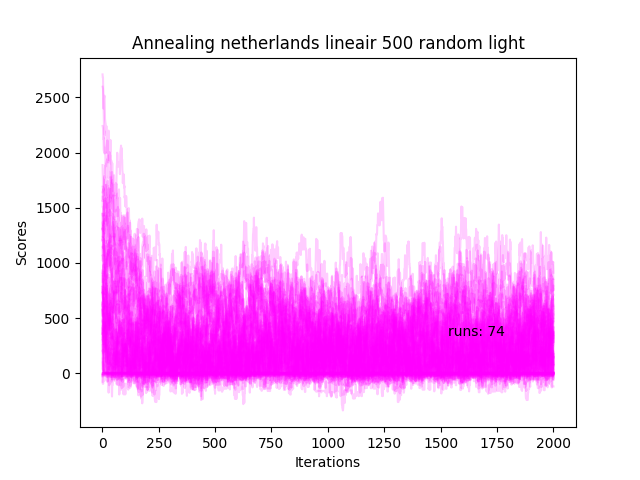 Annealing netherlands lineair 500 random light
Scores
2500
2000
1500
1000
500
0
runs: 74
0 250 500 750 1000 1250 1500 1750 2000
Iterations